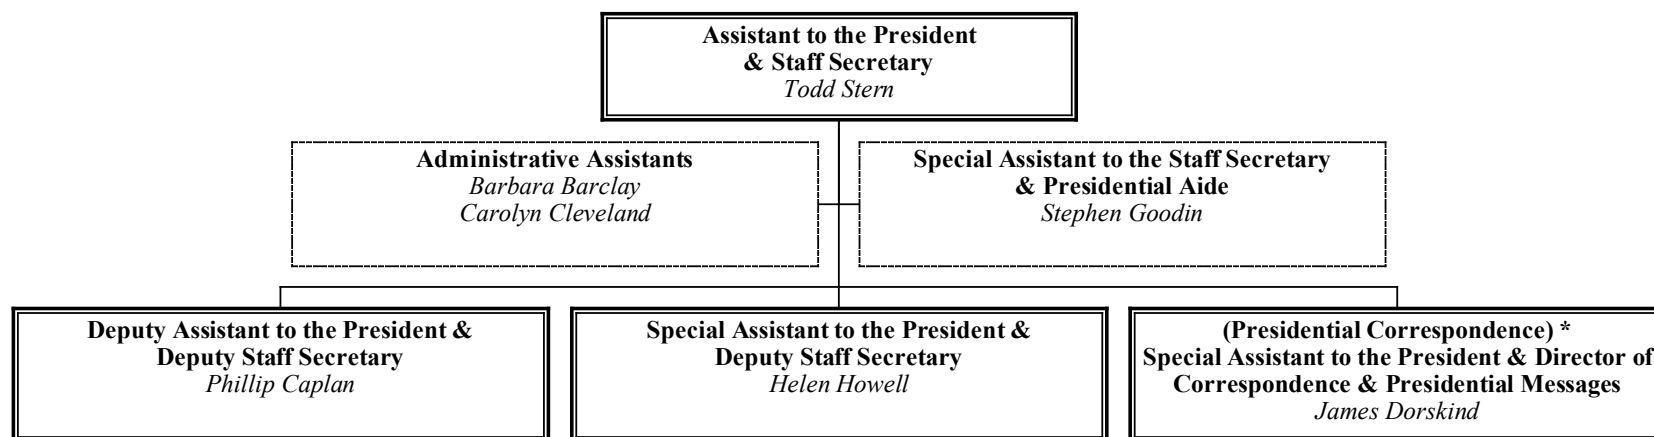 Assistant to the President
& Staff Secretary
Todd Stern
Administrative Assistants
Barbara Barclay
Carolyn Cleveland
Special Assistant to the Staff Secretary
& Presidential Aide
Stephen Goodin
Deputy Assistant to the President &
Deputy Staff Secretary
Phillip Caplan
Special Assistant to the President &
Deputy Staff Secretary
Helen Howell
(Presidential Correspondence) *
Special Assistant to the President & Director of
Correspondence & Presidential Messages
James Dorskind